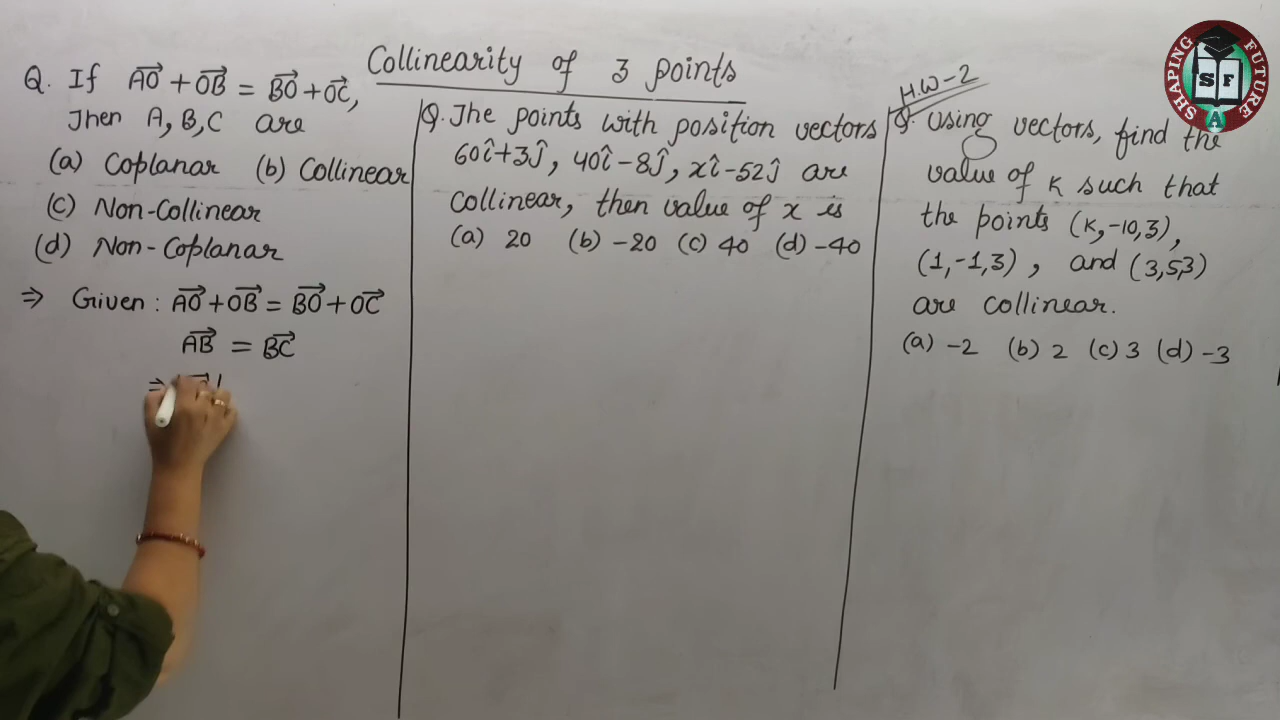 Collinearity of 3 points
Q. If AO⃗ + OB⃗ = BO⃗ + OC⃗,
Then A, B, C are
(a) Coplanar (b) Collinear
(c) Non-Collinear
(d) Non-Coplanar
⇒ Given: AO⃗ + OB⃗ = BO⃗ + OC⃗
AB⃗ = BC⃗
⇒
Q. The points with position vectors
60î+3ĵ, 40î-8ĵ, xî-52ĵ are
collinear, then value of x is
(a) 20 (b) -20 (c) 40 (d) -40
H.W-2
Q. Using vectors, find the
value of K such that
the points (K,-10,3),
(1,-1,3), and (3,5,3)
are collinear.
(a) -2 (b) 2 (c) 3 (d) -3
SHAPING FUTURE
S F
A